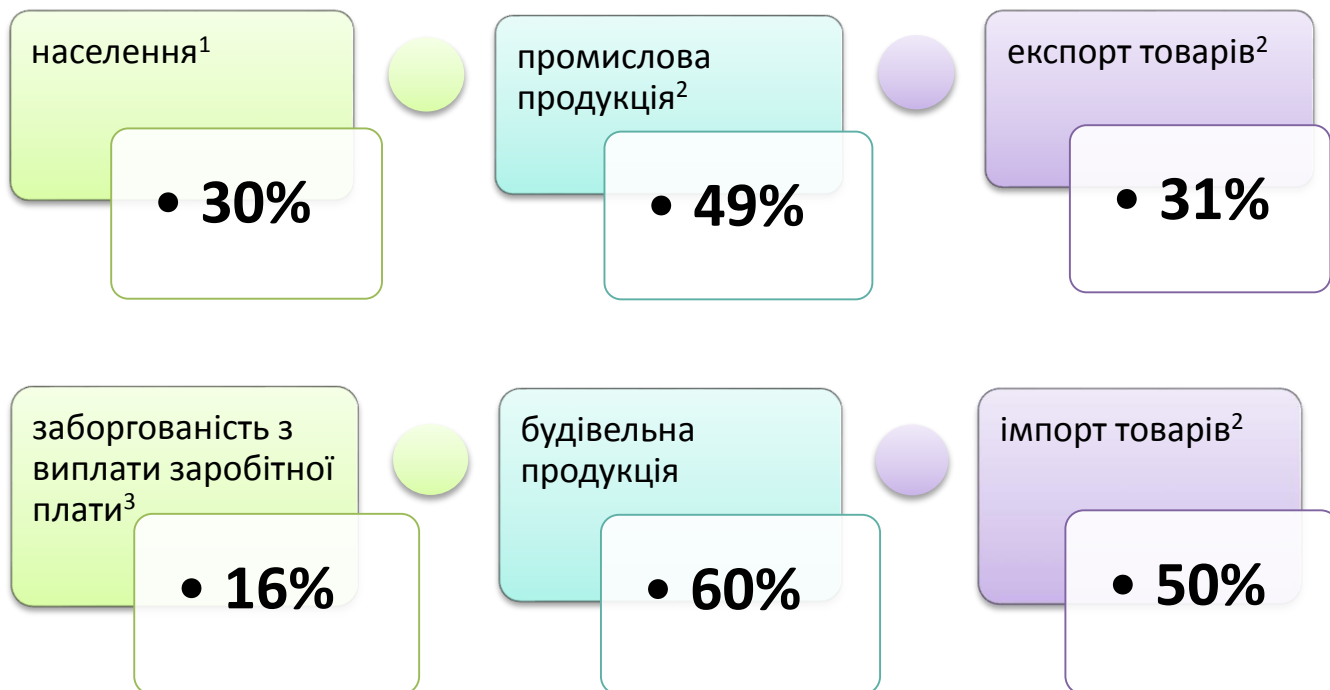 населення¹
• 30%
промислова
продукція²
• 49%
експорт товарів²
• 31%
заборгованість з
виплати заробітної
плати³
• 16%
будівельна
продукція
• 60%
імпорт товарів²
• 50%